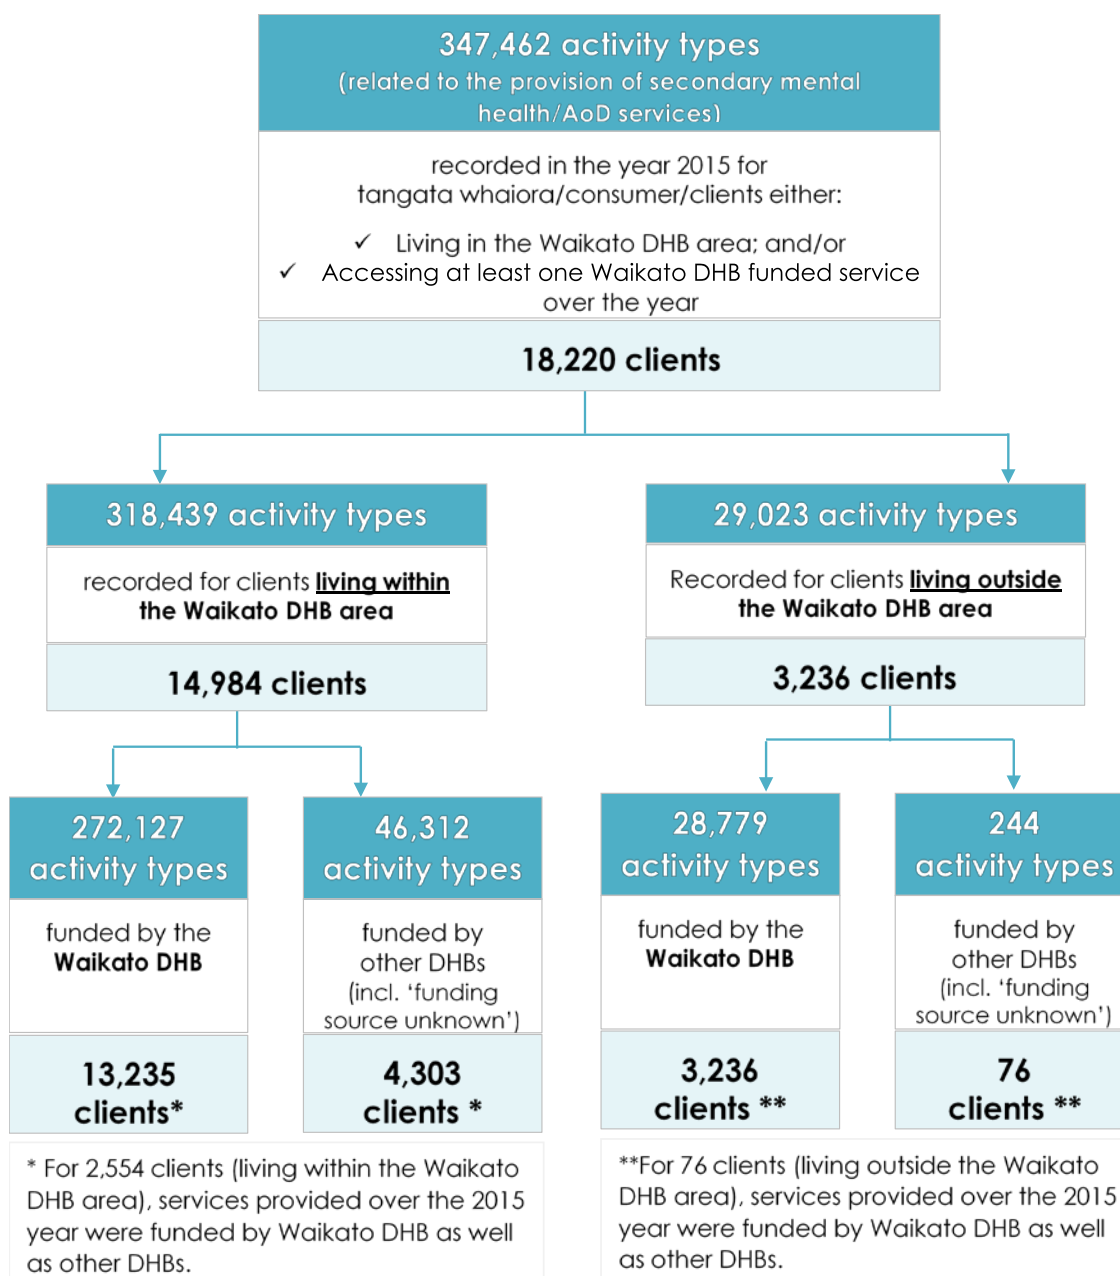 347,462 activity types
(related to the provision of secondary mental
health/AoD services)
recorded in the year 2015 for
tangata whaiora/consumer/clients either:
✓ Living in the Waikato DHB area; and/or
✓ Accessing at least one Waikato DHB funded service
over the year
18,220 clients
318,439 activity types
recorded for clients living within
the Waikato DHB area
14,984 clients
29,023 activity types
Recorded for clients living outside
the Waikato DHB area
3,236 clients
272,127
activity types
funded by the
Waikato DHB
13,235
clients*
46,312
activity types
funded by
other DHBs
(incl. ‘funding
source unknown’)
4,303
clients *
28,779
activity types
funded by the
Waikato DHB
3,236
clients **
244
activity types
funded by
other DHBs
(incl. ‘funding
source unknown’)
76
clients **
* For 2,554 clients (living within the Waikato
DHB area), services provided over the 2015
year were funded by Waikato DHB as well
as other DHBs.
**For 76 clients (living outside the Waikato
DHB area), services provided over the 2015
year were funded by Waikato DHB as well
as other DHBs.